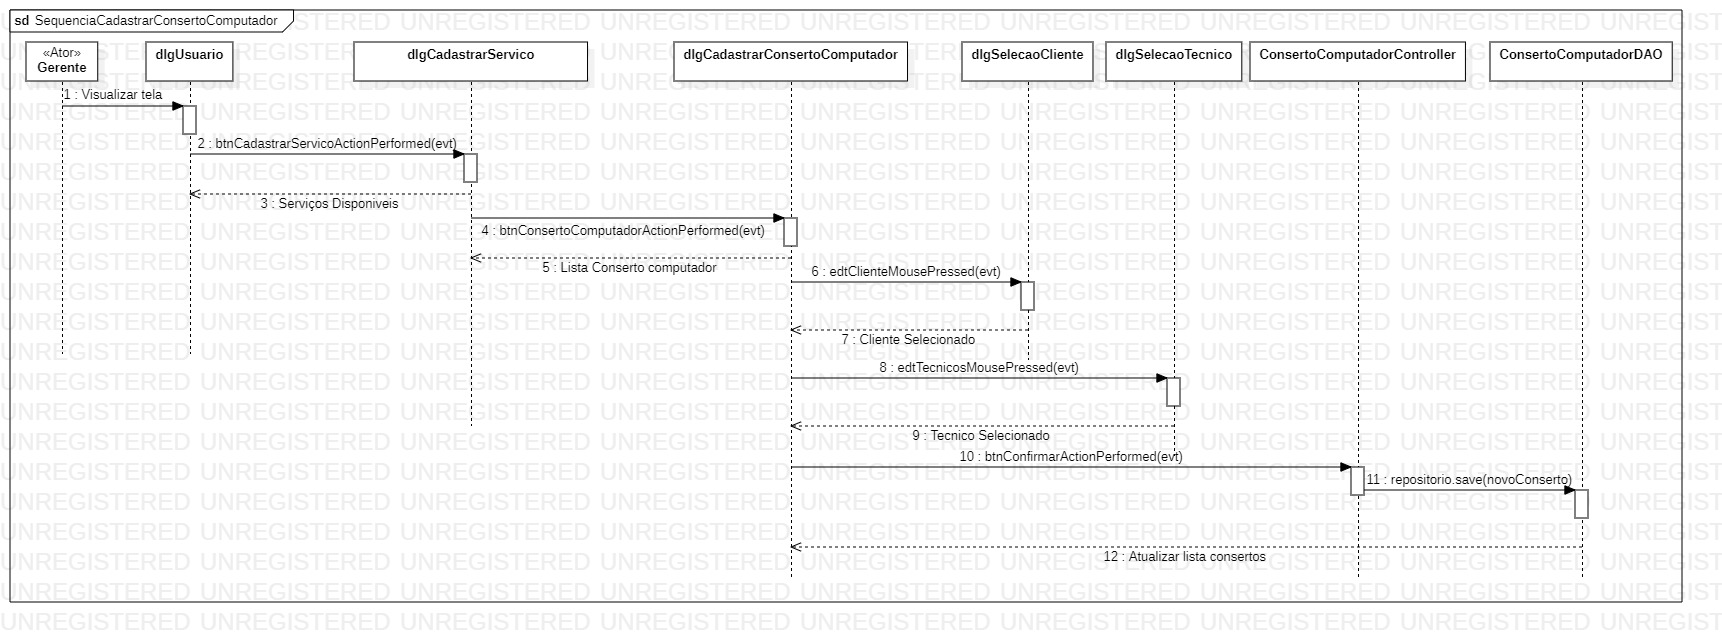 sd SequenciaCadastrarConsertoComputador
«Ator»
Gerente
dlgUsuario
dlgCadastrarServico
dlgCadastrarConsertoComputador
dlgSelecaoCliente
dlgSelecaoTecnico
ConsertoComputadorController
ConsertoComputadorDAO
1 : Visualizar tela
2 : btnCadastrarServicoActionPerformed(evt)
3 : Serviços Disponiveis
4 : btnConsertoComputadorActionPerformed(evt)
5 : Lista Conserto computador
6 : edtClienteMousePressed(evt)
7 : Cliente Selecionado
8 : edtTecnicosMousePressed(evt)
9 : Tecnico Selecionado
10 : btnConfirmarActionPerformed(evt)
11 : repositorio.save(novoConserto)
12 : Atualizar lista consertos
UNREGISTERED UNREGISTERED UNREGISTERED UNREGISTERED UNREGISTERED UNREGISTERED UNREGISTERED UNREGISTERED